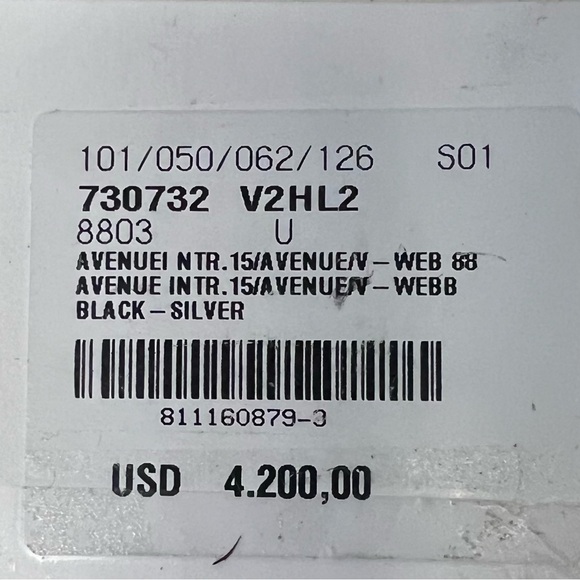 101/050/062/126 S01
730732 V2HL2
8803 U
AVENUEI NTR.15/AVENUE/V-WEB 88
AVENUE INTR.15/AVENUE/V-WEBB
BLACK-SILVER
811160879-3
USD 4.200,00